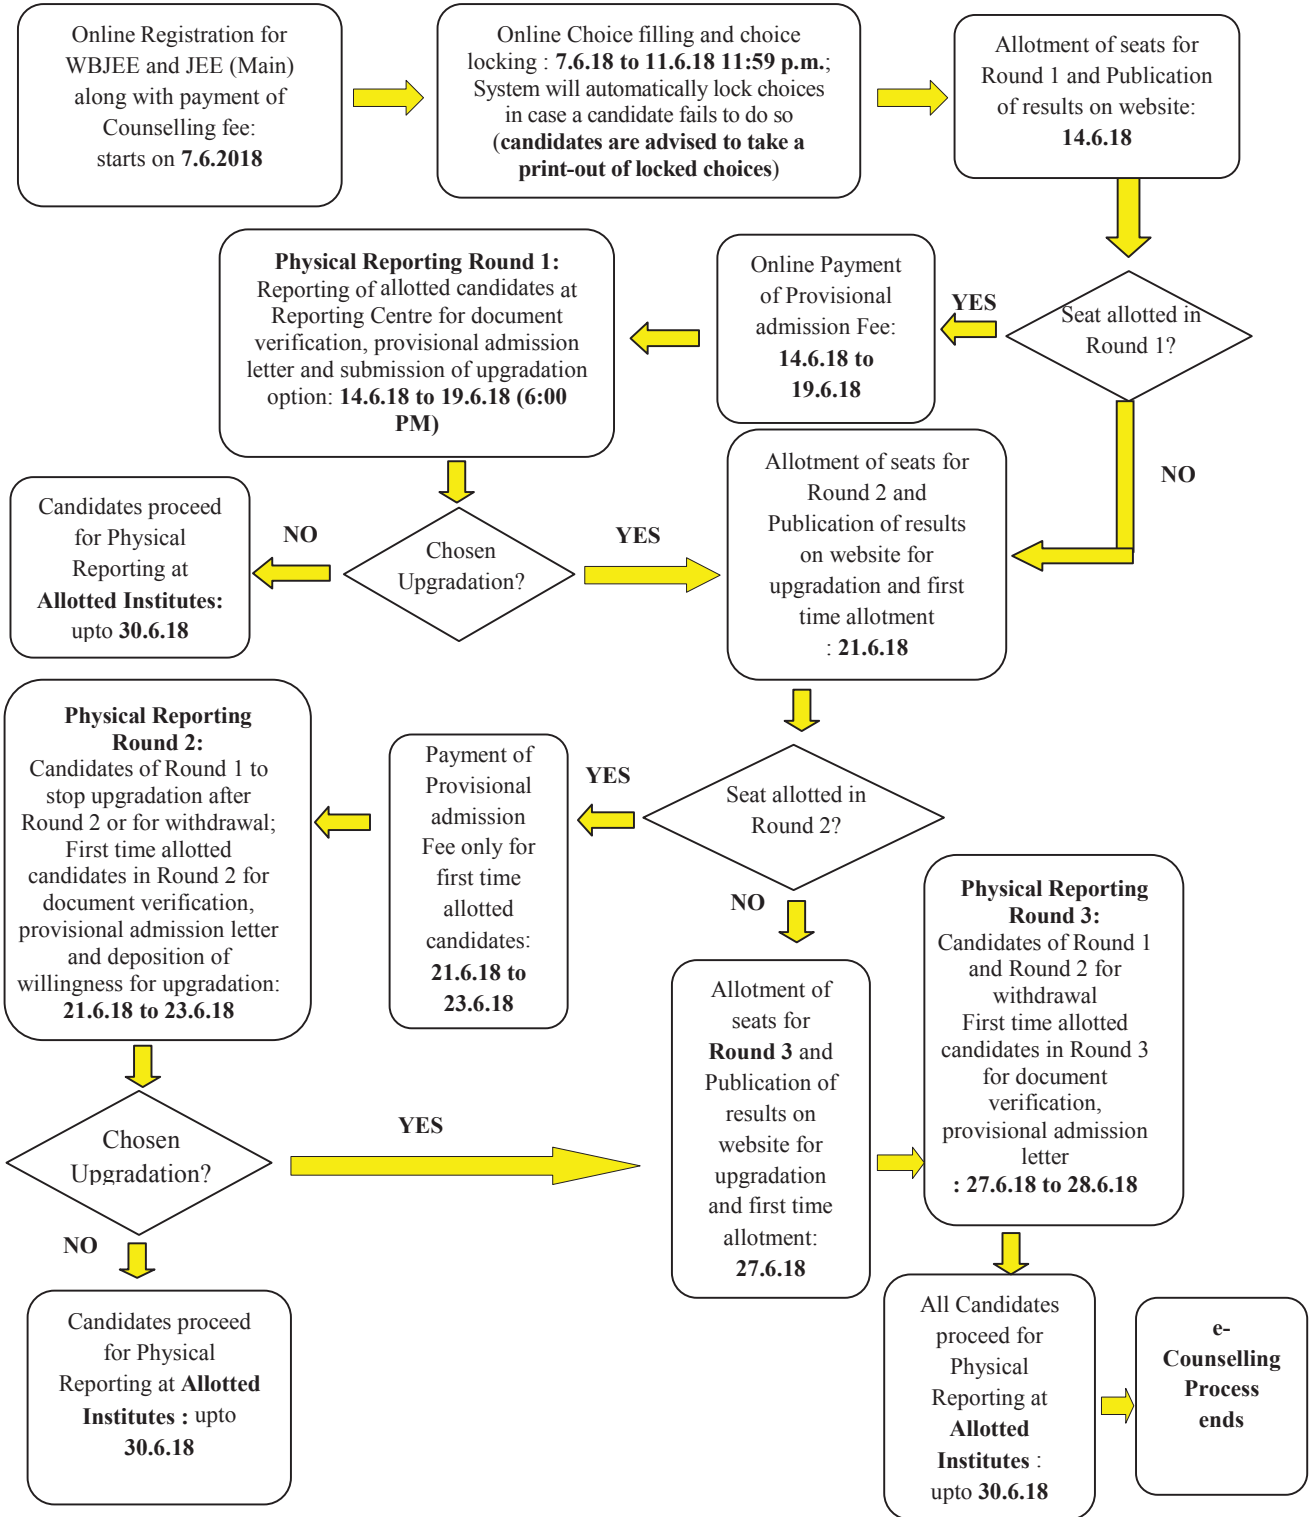 Online Registration for
WBJEE and JEE (Main)
along with payment of
Counselling fee:
starts on 7.6.2018
Online Choice filling and choice
locking : 7.6.18 to 11.6.18 11:59 p.m.;
System will automatically lock choices
in case a candidate fails to do so
(candidates are advised to take a
print-out of locked choices)
Allotment of seats for
Round 1 and Publication
of results on website:
14.6.18
Seat allotted in
Round 1?
YES
NO
Online Payment
of Provisional
admission Fee:
14.6.18 to
19.6.18
Physical Reporting Round 1:
Reporting of allotted candidates at
Reporting Centre for document
verification, provisional admission
letter and submission of upgradation
option: 14.6.18 to 19.6.18 (6:00
PM)
Chosen
Upgradation?
NO
YES
Candidates proceed
for Physical
Reporting at
Allotted Institutes:
upto 30.6.18
Allotment of seats for
Round 2 and
Publication of results
on website for
upgradation and first
time allotment
: 21.6.18
Seat allotted in
Round 2?
YES
NO
Payment of
Provisional
admission
Fee only for
first time
allotted
candidates:
21.6.18 to
23.6.18
Physical Reporting
Round 2:
Candidates of Round 1 to
stop upgradation after
Round 2 or for withdrawal;
First time allotted
candidates in Round 2 for
document verification,
provisional admission letter
and deposition of
willingness for upgradation:
21.6.18 to 23.6.18
Chosen
Upgradation?
YES
NO
Candidates proceed
for Physical
Reporting at Allotted
Institutes : upto
30.6.18
Allotment of
seats for
Round 3 and
Publication of
results on
website for
upgradation
and first time
allotment:
27.6.18
Physical Reporting
Round 3:
Candidates of Round 1
and Round 2 for
withdrawal
First time allotted
candidates in Round 3
for document
verification,
provisional admission
letter
: 27.6.18 to 28.6.18
All Candidates
proceed for
Physical
Reporting at
Allotted
Institutes :
upto 30.6.18
e-
Counselling
Process
ends